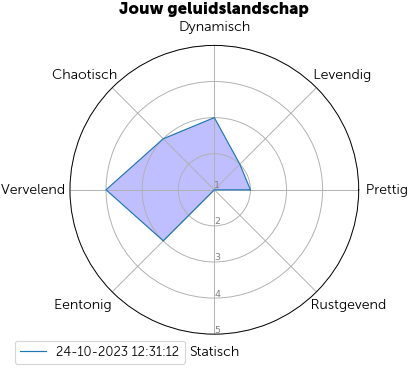 Jouw geluidslandschap
Dynamisch
Chaotisch
Levendig
Vervelend
1
Prettig
2
3
4
Eentonig
Rustgevend
5
24-10-2023 12:31:12
Statisch